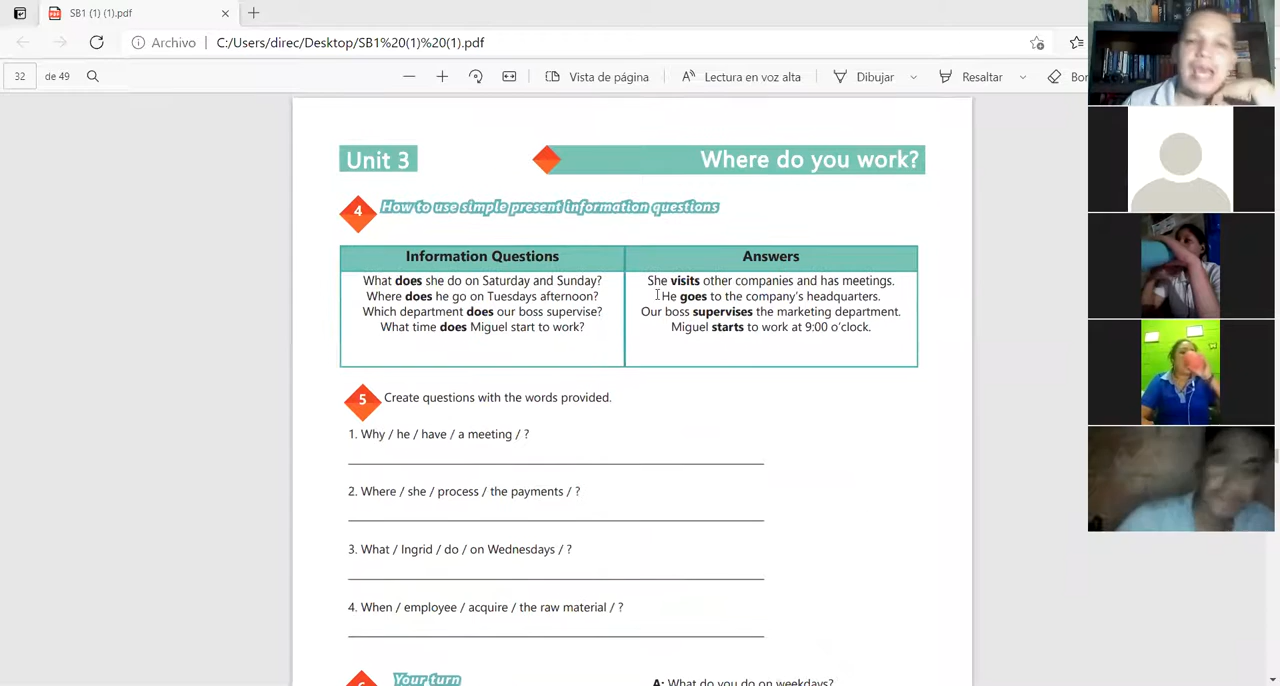 SB1 (1) (1).pdf
Archivo
C:/Users/direc/Desktop/SB1%20(1)%20(1).pdf
32 de 49
Vista de página
Lectura en voz alta
Dibujar
Resaltar
Unit 3
Where do you work?
4 How to use simple present information questions
Information Questions
What does she do on Saturday and Sunday?
Where does he go on Tuesdays afternoon?
Which department does our boss supervise?
What time does Miguel start to work?
Answers
She visits other companies and has meetings.
He goes to the company's headquarters.
Our boss supervises the marketing department.
Miguel starts to work at 9:00 o'clock.
5 Create questions with the words provided.
1. Why / he / have / a meeting / ?
2. Where / she / process / the payments / ?
3. What / Ingrid / do / on Wednesdays / ?
4. When / employee / acquire / the raw material / ?
Your turn
A: What do you do on weekdays?